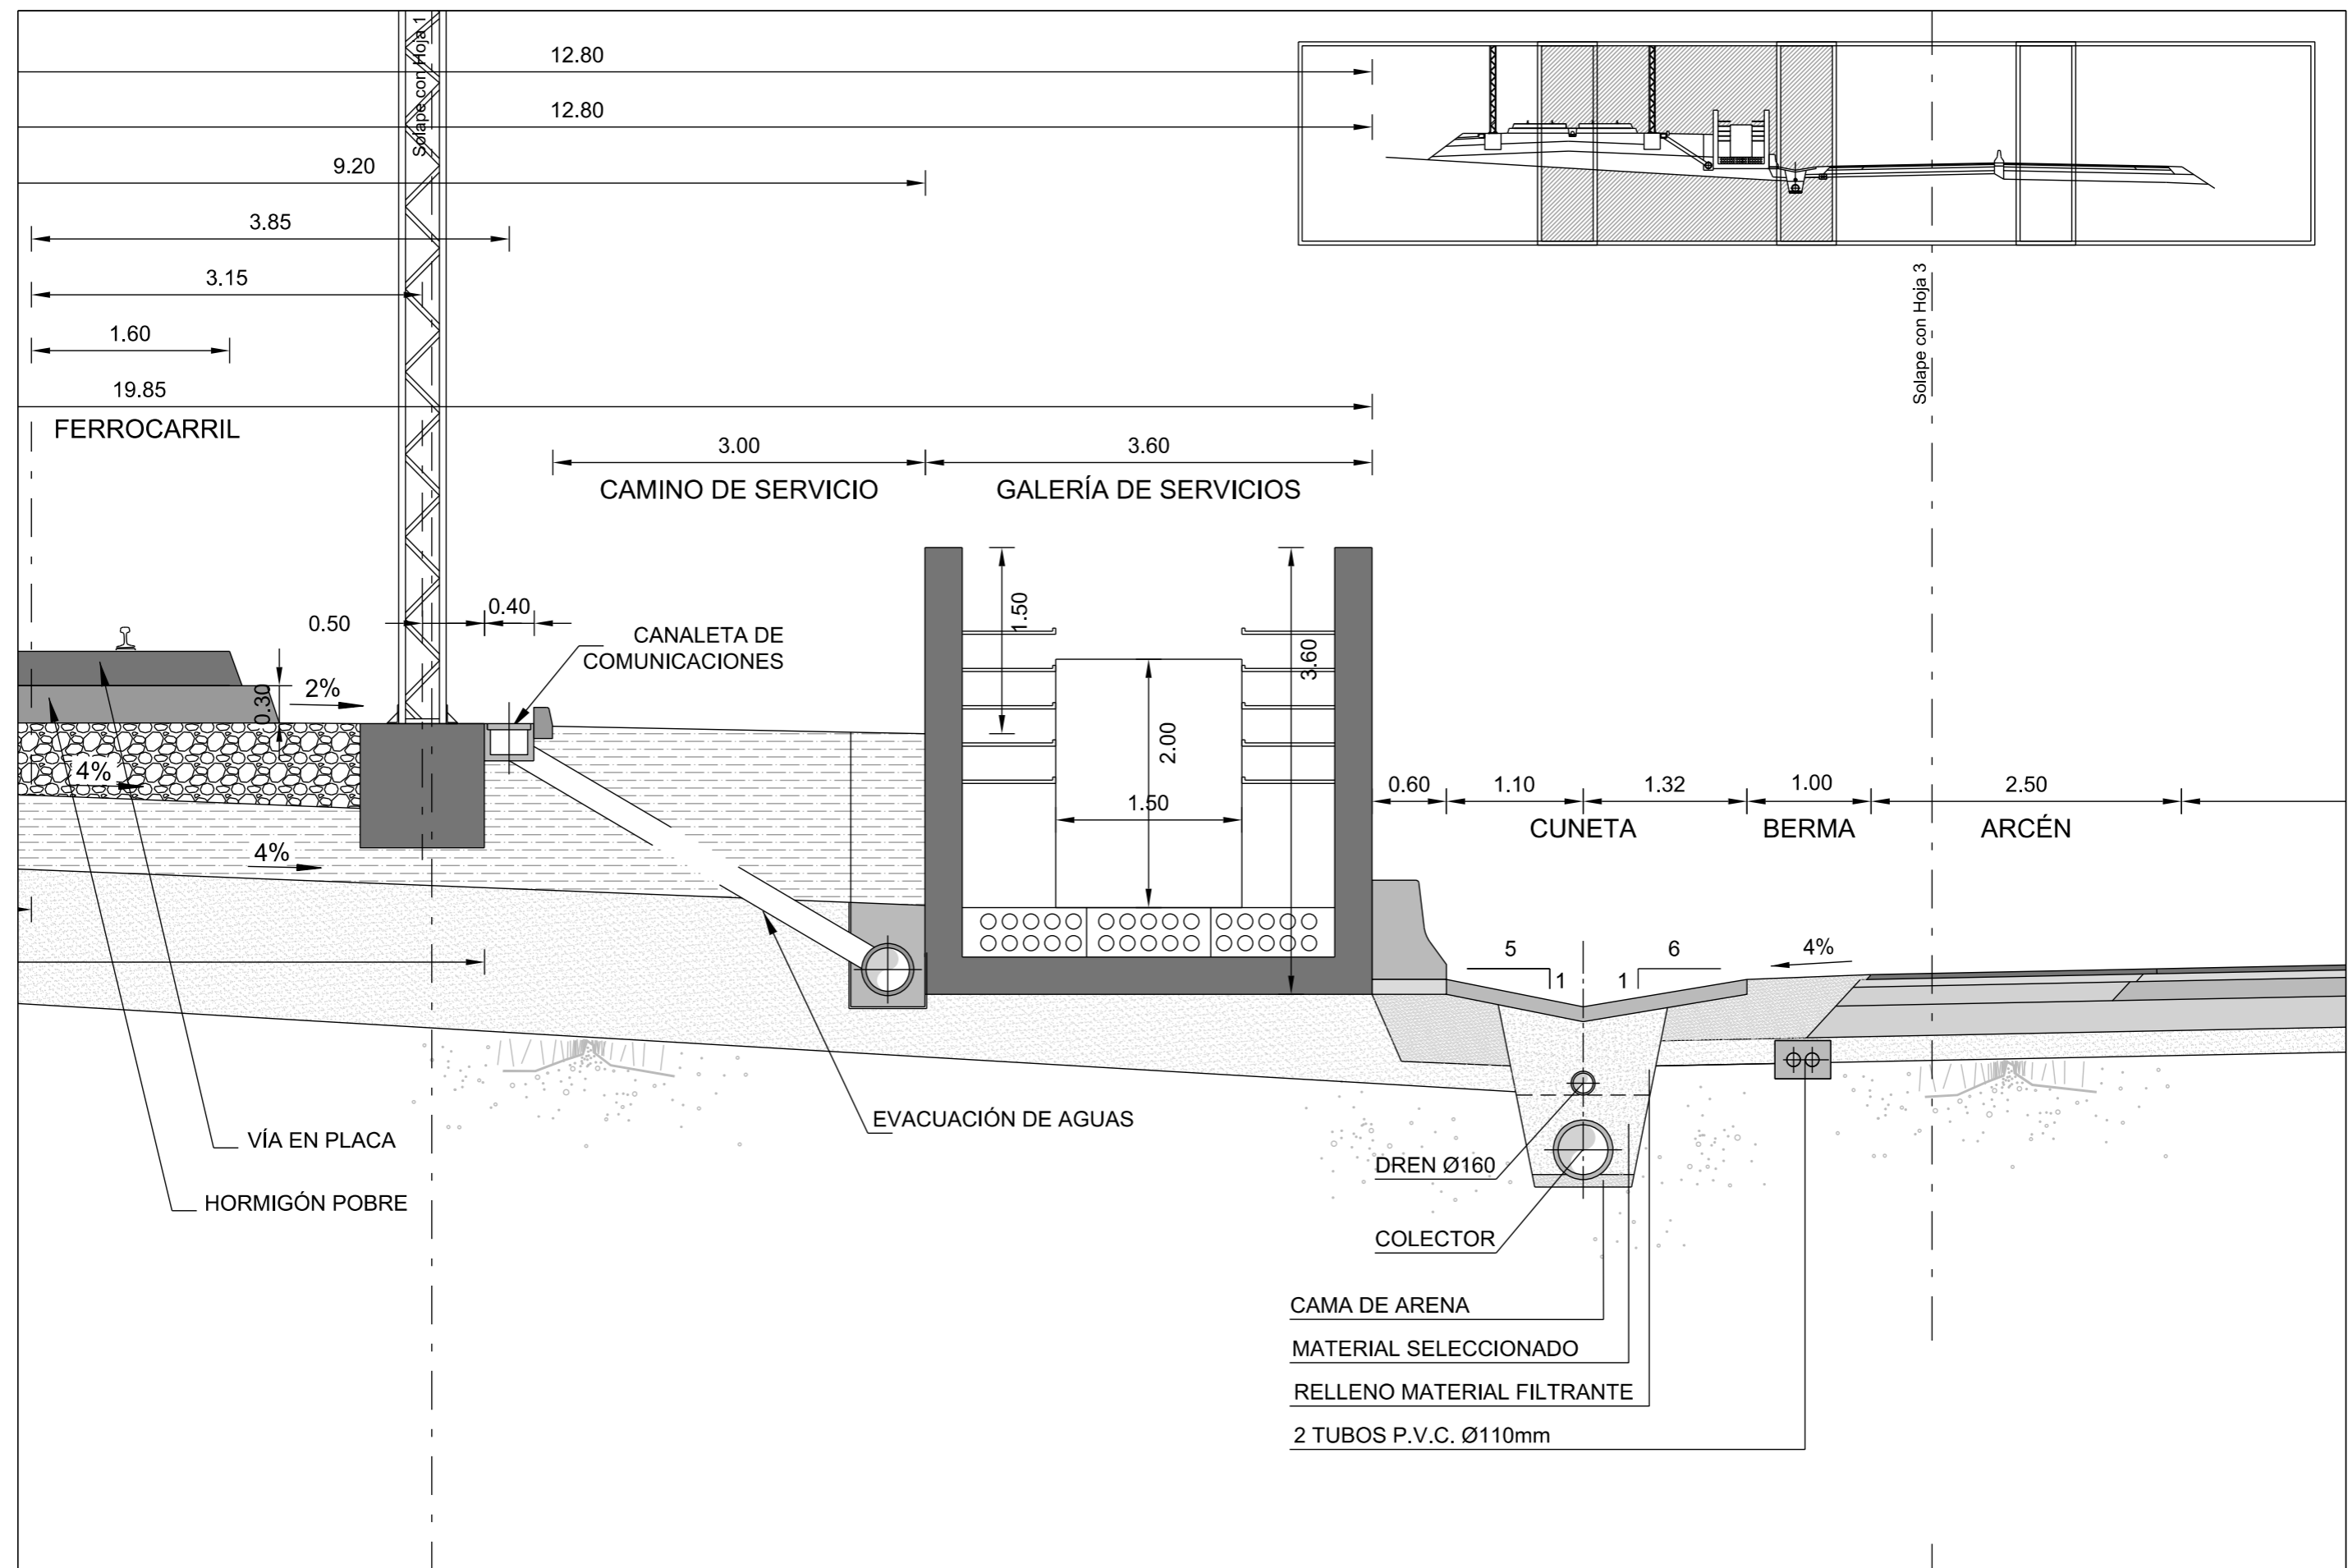 Solape con Hoja 1
12.80
12.80
9.20
3.85
3.15
1.60
19.85
FERROCARRIL
Solape con Hoja 3
3.00
3.60
CAMINO DE SERVICIO
GALERÍA DE SERVICIOS
0.50
0.40
CANALETA DE
COMUNICACIONES
1.50
3.60
2%
0.30
4%
4%
2.00
1.50
0.60
1.10
1.32
1.00
2.50
CUNETA
BERMA
ARCÉN
5
1
1
6
4%
EVACUACIÓN DE AGUAS
VÍA EN PLACA
HORMIGÓN POBRE
DREN Ø160
COLECTOR
CAMA DE ARENA
MATERIAL SELECCIONADO
RELLENO MATERIAL FILTRANTE
2 TUBOS P.V.C. Ø110mm